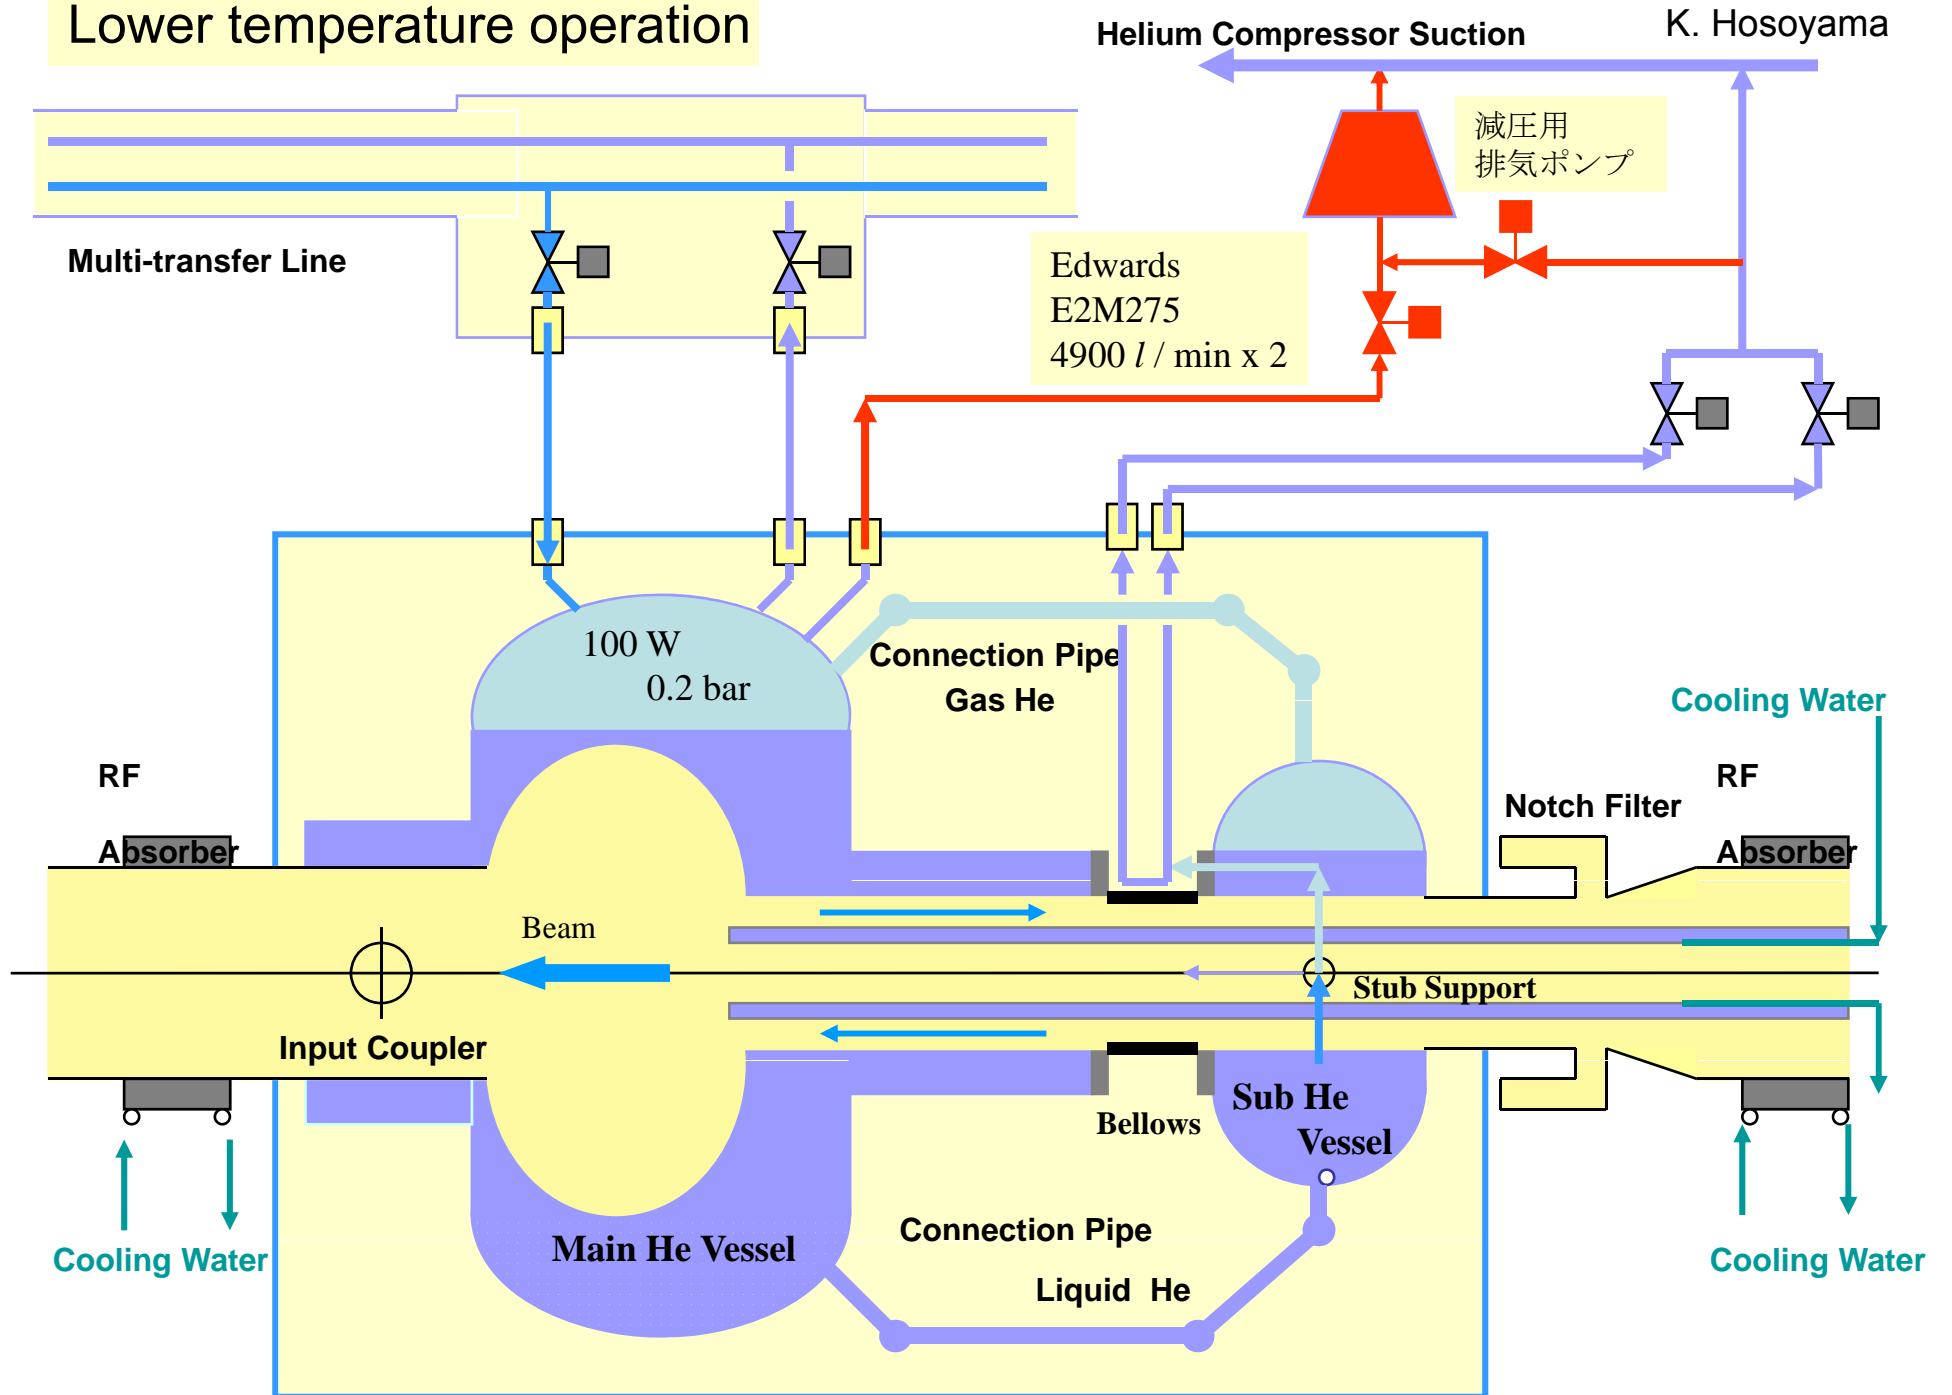 Lower temperature operation
Helium Compressor Suction
K. Hosoyama
減圧用
排気ポンプ
Multi-transfer Line
Edwards
E2M275
4900 l / min x 2
100 W
0.2 bar
Connection Pipe
Gas He
Cooling Water
RF
Absorber
RF
Absorber
Notch Filter
Beam
Stub Support
Input Coupler
Sub He
Vessel
Bellows
Main He Vessel
Connection Pipe
Liquid He
Cooling Water
Cooling Water